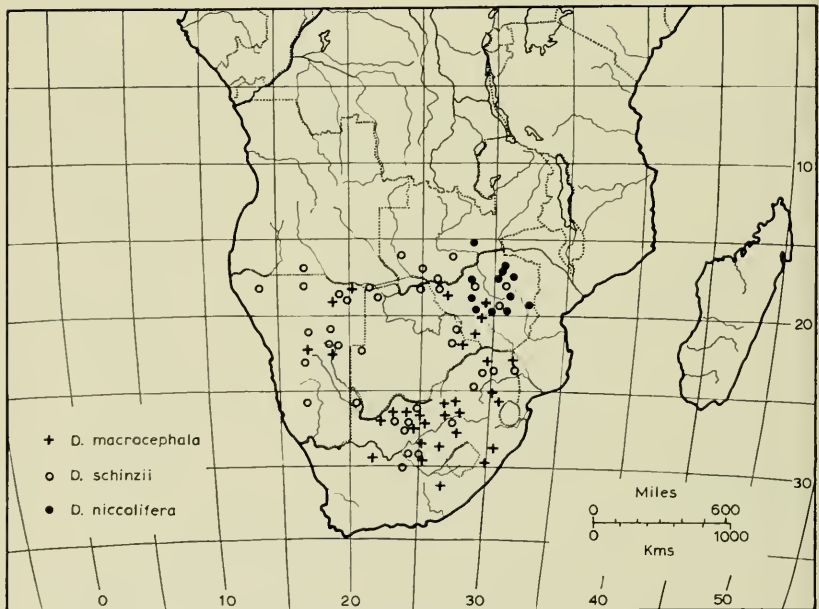 10
20
30
+ D. macrocephala
o D. schinzii
• D. niccolifera
Miles
0 600
0 1000
Kms
0 10 20 30 40 50